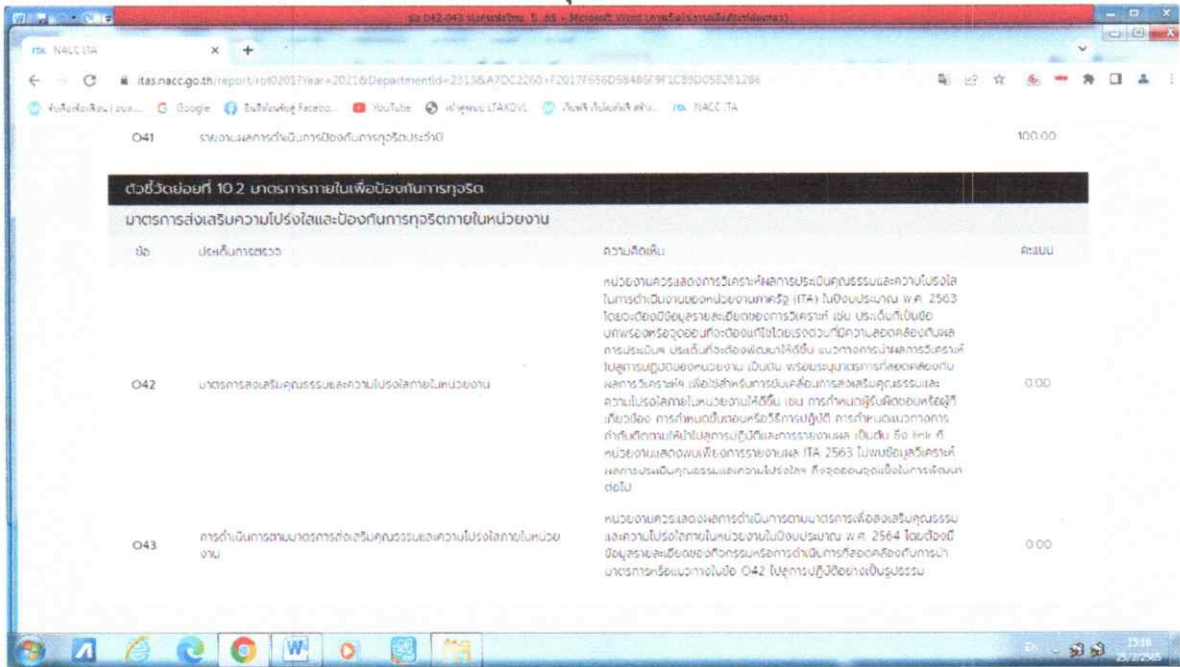 ข้อ 042-043 ปี 65 - Microsoft Word
ITA NACC ITA
itas.nacc.go.th/report/rpt0201?Year=2021&DepartmentId=2313&
Google
YouTube
NACC ITA
O41 รายงานผลการดำเนินการป้องกันการทุจริตประจำปี 100.00
ตัวชี้วัดย่อยที่ 10.2 มาตรการภายในเพื่อป้องกันการทุจริต
มาตรการส่งเสริมความโปร่งใสและป้องกันการทุจริตภายในหน่วยงาน
ข้อ ประเด็นการตรวจ ความคิดเห็น คะแนน
หน่วยงานควรแสดงการวิเคราะห์ผลการประเมินคุณธรรมและความโปร่งใส
ในการดำเนินงานของหน่วยงานภาครัฐ (ITA) ในปีงบประมาณ พ.ศ. 2563
โดยจะต้องมีข้อมูลรายละเอียดของการวิเคราะห์ เช่น ประเด็นที่เป็นข้อ
บกพร่องหรือจุดอ่อนที่จะต้องแก้ไขโดยเร่งด่วนที่มีความสอดคล้องกับผล
การประเมินฯ ประเด็นที่จะต้องพัฒนาให้ดีขึ้น แนวทางการนำผลการวิเคราะห์
ไปสู่การปฏิบัติของหน่วยงาน เป็นต้น พร้อมระบุมาตรการที่สอดคล้องกับ
O42 มาตรการส่งเสริมคุณธรรมและความโปร่งใสภายในหน่วยงาน ผลการวิเคราะห์ฯ เพื่อใช้สำหรับการขับเคลื่อนการส่งเสริมคุณธรรมและ 0.00
ความโปร่งใสภายในหน่วยงานให้ดีขึ้น เช่น การกำหนดผู้รับผิดชอบหรือผู้ที่
เกี่ยวข้อง การกำหนดขั้นตอนหรือวิธีการปฏิบัติ การกำหนดแนวทางการ
กำกับติดตามให้นำไปสู่การปฏิบัติและการรายงานผล เป็นต้น ซึ่ง link ที่
หน่วยงานแสดงพบเพียงการรายงานผล ITA 2563 ไม่พบข้อมูลวิเคราะห์
ผลการประเมินคุณธรรมและความโปร่งใสฯ ถึงจุดอ่อนจุดแข็งในการพัฒนา
ต่อไป
หน่วยงานควรแสดงผลการดำเนินการตามมาตรการเพื่อส่งเสริมคุณธรรม
O43 การดำเนินการตามมาตรการส่งเสริมคุณธรรมและความโปร่งใสภายในหน่วย และความโปร่งใสภายในหน่วยงานในปีงบประมาณ พ.ศ. 2564 โดยต้องมี 0.00
งาน ข้อมูลรายละเอียดของกิจกรรมหรือการดำเนินการที่สอดคล้องกับการนำ
มาตรการหรือแนวทางในข้อ O42 ไปสู่การปฏิบัติอย่างเป็นรูปธรรม
EN